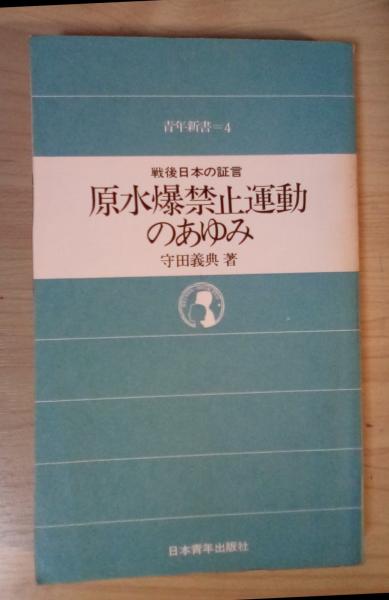 青年新書=4
戦後日本の証言
原水爆禁止運動
のあゆみ
守田義典 著
日本青年出版社